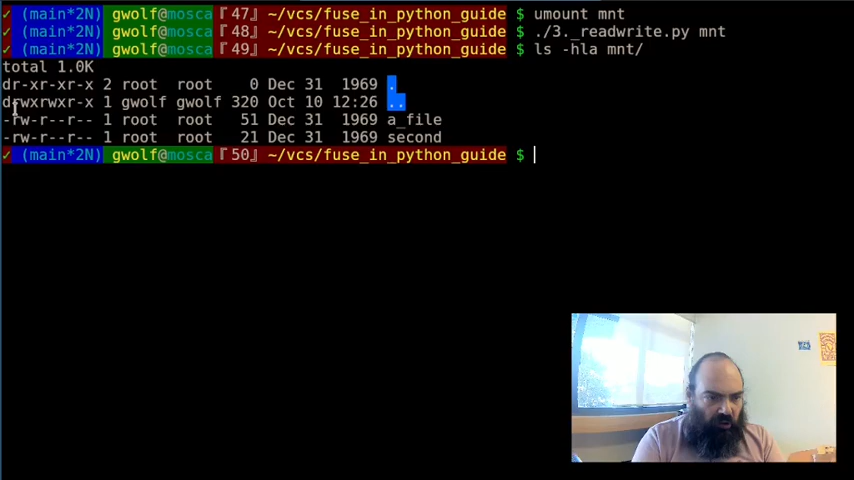 ✓ (main*2N) gwolf@mosca『47』 ~/vcs/fuse_in_python_guide $ umount mnt
✓ (main*2N) gwolf@mosca『48』 ~/vcs/fuse_in_python_guide $ ./3._readwrite.py mnt
✓ (main*2N) gwolf@mosca『49』 ~/vcs/fuse_in_python_guide $ ls -hla mnt/
total 1.0K
dr-xr-xr-x 2 root  root    0 Dec 31  1969 .
drwxrwxr-x 1 gwolf gwolf 320 Oct 10 12:26 ..
-rw-r--r-- 1 root  root   51 Dec 31  1969 a_file
-rw-r--r-- 1 root  root   21 Dec 31  1969 second
✓ (main*2N) gwolf@mosca『50』 ~/vcs/fuse_in_python_guide $